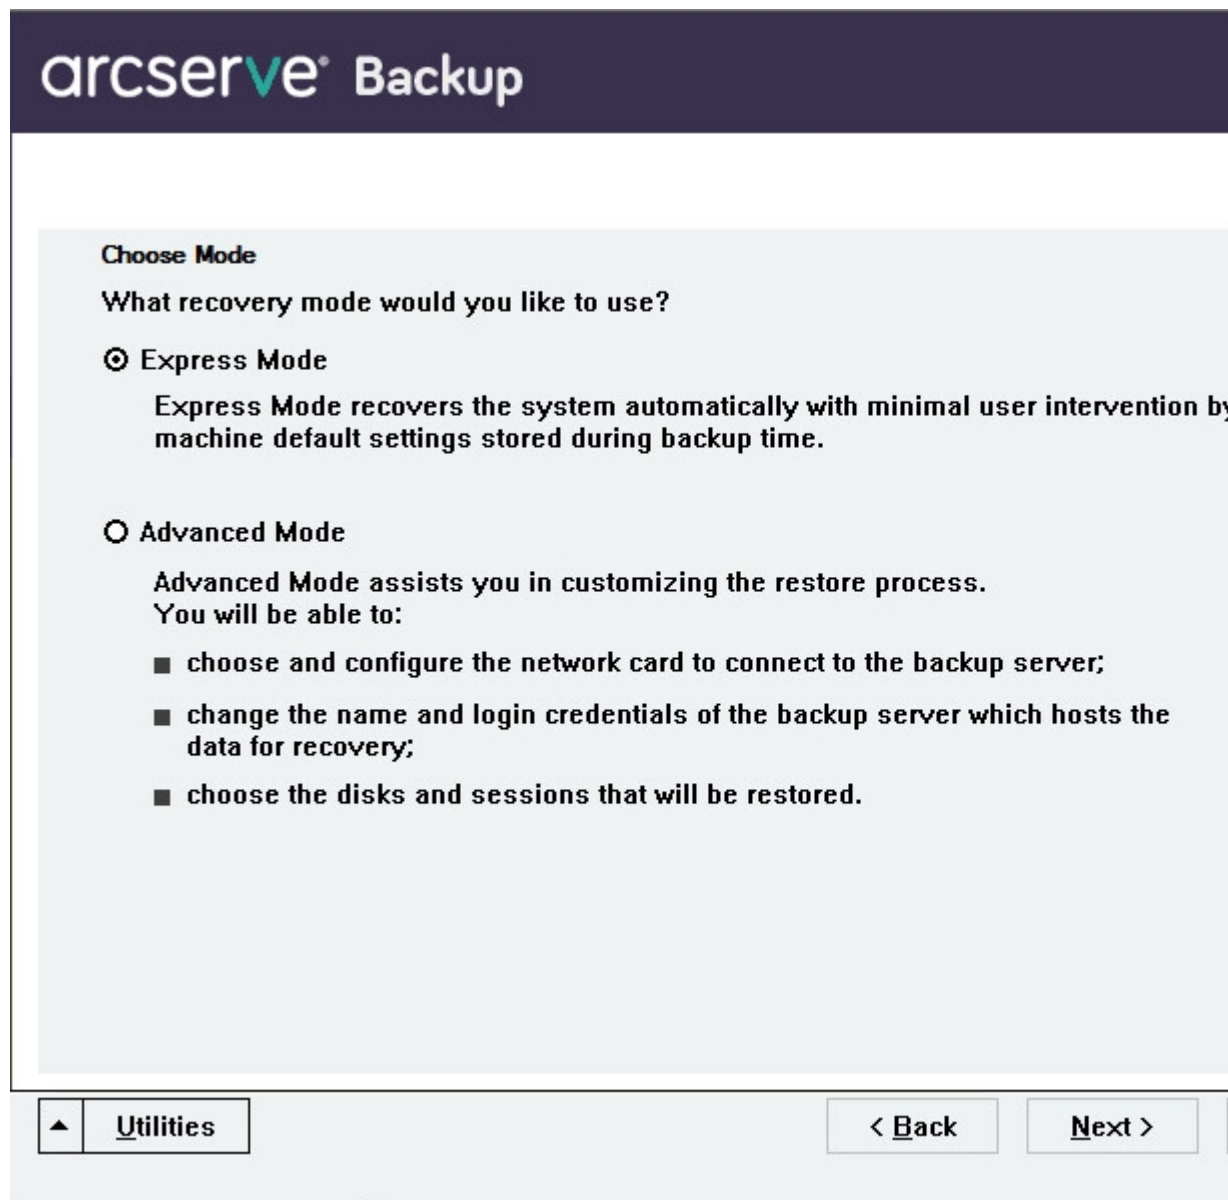 arcserve® Backup
Choose Mode
What recovery mode would you like to use?
Express Mode
Express Mode recovers the system automatically with minimal user intervention by
machine default settings stored during backup time.
Advanced Mode
Advanced Mode assists you in customizing the restore process.
You will be able to:
choose and configure the network card to connect to the backup server;
change the name and login credentials of the backup server which hosts the
data for recovery;
choose the disks and sessions that will be restored.
Utilities
< Back
Next >